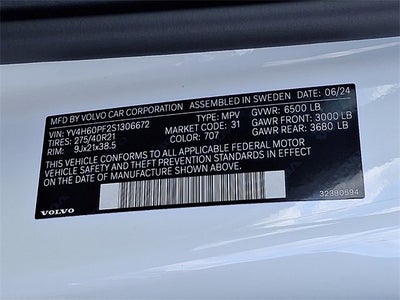 MFD. BY VOLVO CAR CORPORATION ASSEMBLED IN SWEDEN 06/24
VIN: YV4H60PF2S1306672 TYPE: MPV GVWR: 6500 LB
TIRES: 275/40R21 MARKET CODE: 31 GAWR FRONT: 3000 LB
RIM: 9Jx21x38.5 COLOR: 707 GAWR REAR: 3680 LB
THIS VEHICLE CONFORMS TO ALL APPLICABLE FEDERAL MOTOR
VEHICLE SAFETY AND THEFT PREVENTION STANDARDS IN EFFECT ON THE
DATE OF MANUFACTURE SHOWN ABOVE.
VOLVO 32390594